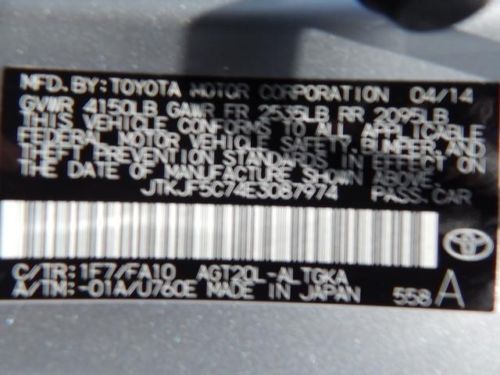 MFD. BY: TOYOTA MOTOR CORPORATION 04/14
GVWR 4150LB GAWR FR 2535LB RR 2095LB
THIS VEHICLE CONFORMS TO ALL APPLICABLE
FEDERAL MOTOR VEHICLE SAFETY, BUMPER, AND
THEFT PREVENTION STANDARDS IN EFFECT ON
THE DATE OF MANUFACTURE SHOWN ABOVE.
JTKJF5C74E3087974 PASS. CAR
C/TR: 1F7/FA10 AGT20L-ALTGKA
A/TM: -01A/U760E MADE IN JAPAN 558 A